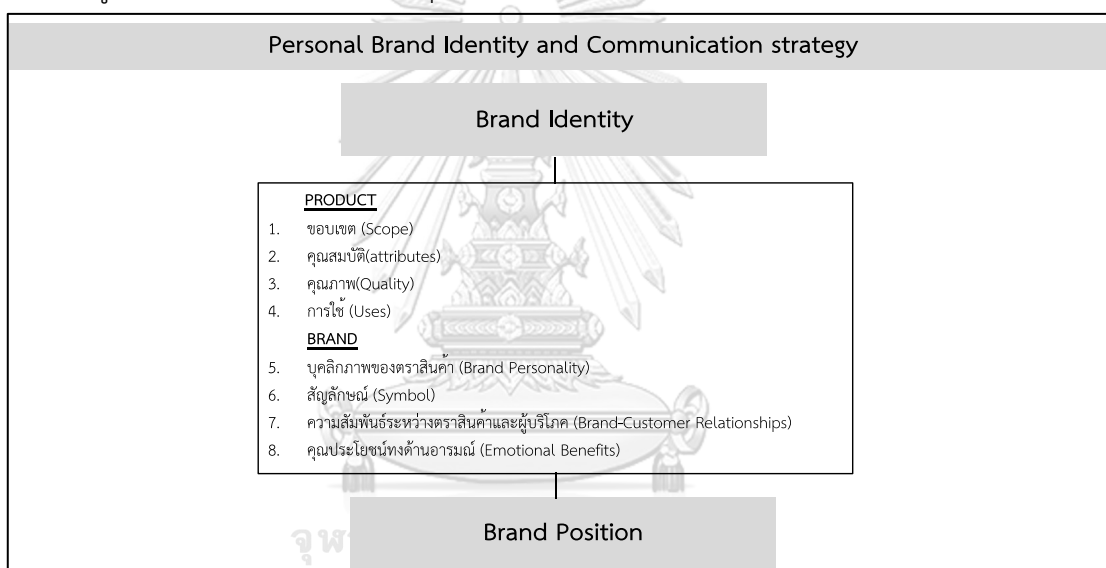 Personal Brand Identity and Communication strategy
Brand Identity
PRODUCT
1. ขอบเขต (Scope)
2. คุณสมบัติ(attributes)
3. คุณภาพ(Quality)
4. การใช้ (Uses)
BRAND
5. บุคลิกภาพของตราสินค้า (Brand Personality)
6. สัญลักษณ์ (Symbol)
7. ความสัมพันธ์ระหว่างตราสินค้าและผู้บริโภค (Brand-Customer Relationships)
8. คุณประโยชน์ทงด้านอารมณ์ (Emotional Benefits)
Brand Position